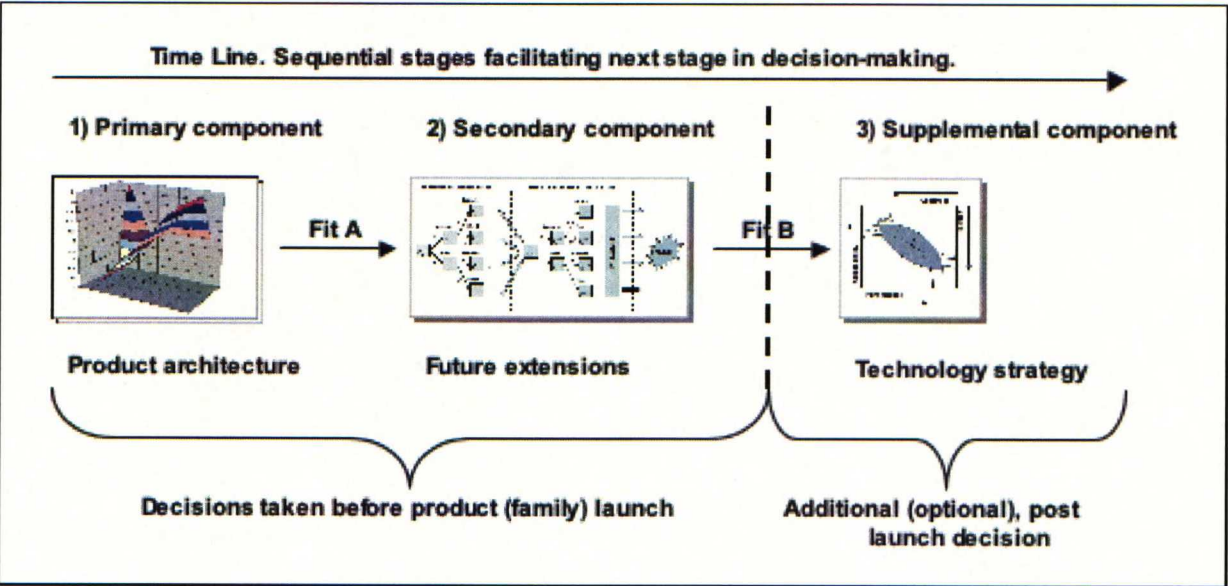 Time Line. Sequential stages facilitating next stage in decision-making.
1) Primary component
2) Secondary component
3) Supplemental component
Fit A
Fit B
Product architecture
Future extensions
Technology strategy
Decisions taken before product (family) launch
Additional (optional), post
launch decision